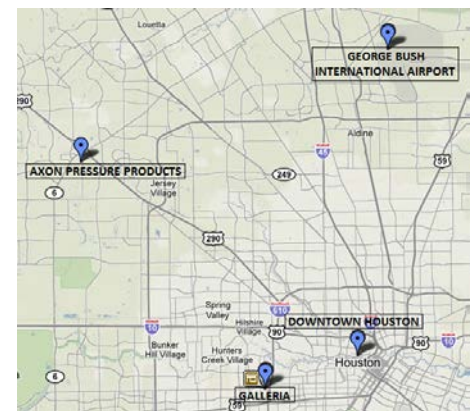 Louetta
GEORGE BUSH
INTERNATIONAL AIRPORT
290
Aldine
AXON PRESSURE PRODUCTS
45
59
249
6
Jersey
Village
290
Spring
Valley
610
DOWNTOWN HOUSTON
Hilshire
Village
90
10
90
Bunker
Hill Village
Hunters
Creek Village
Houston
6
GALLERIA
59